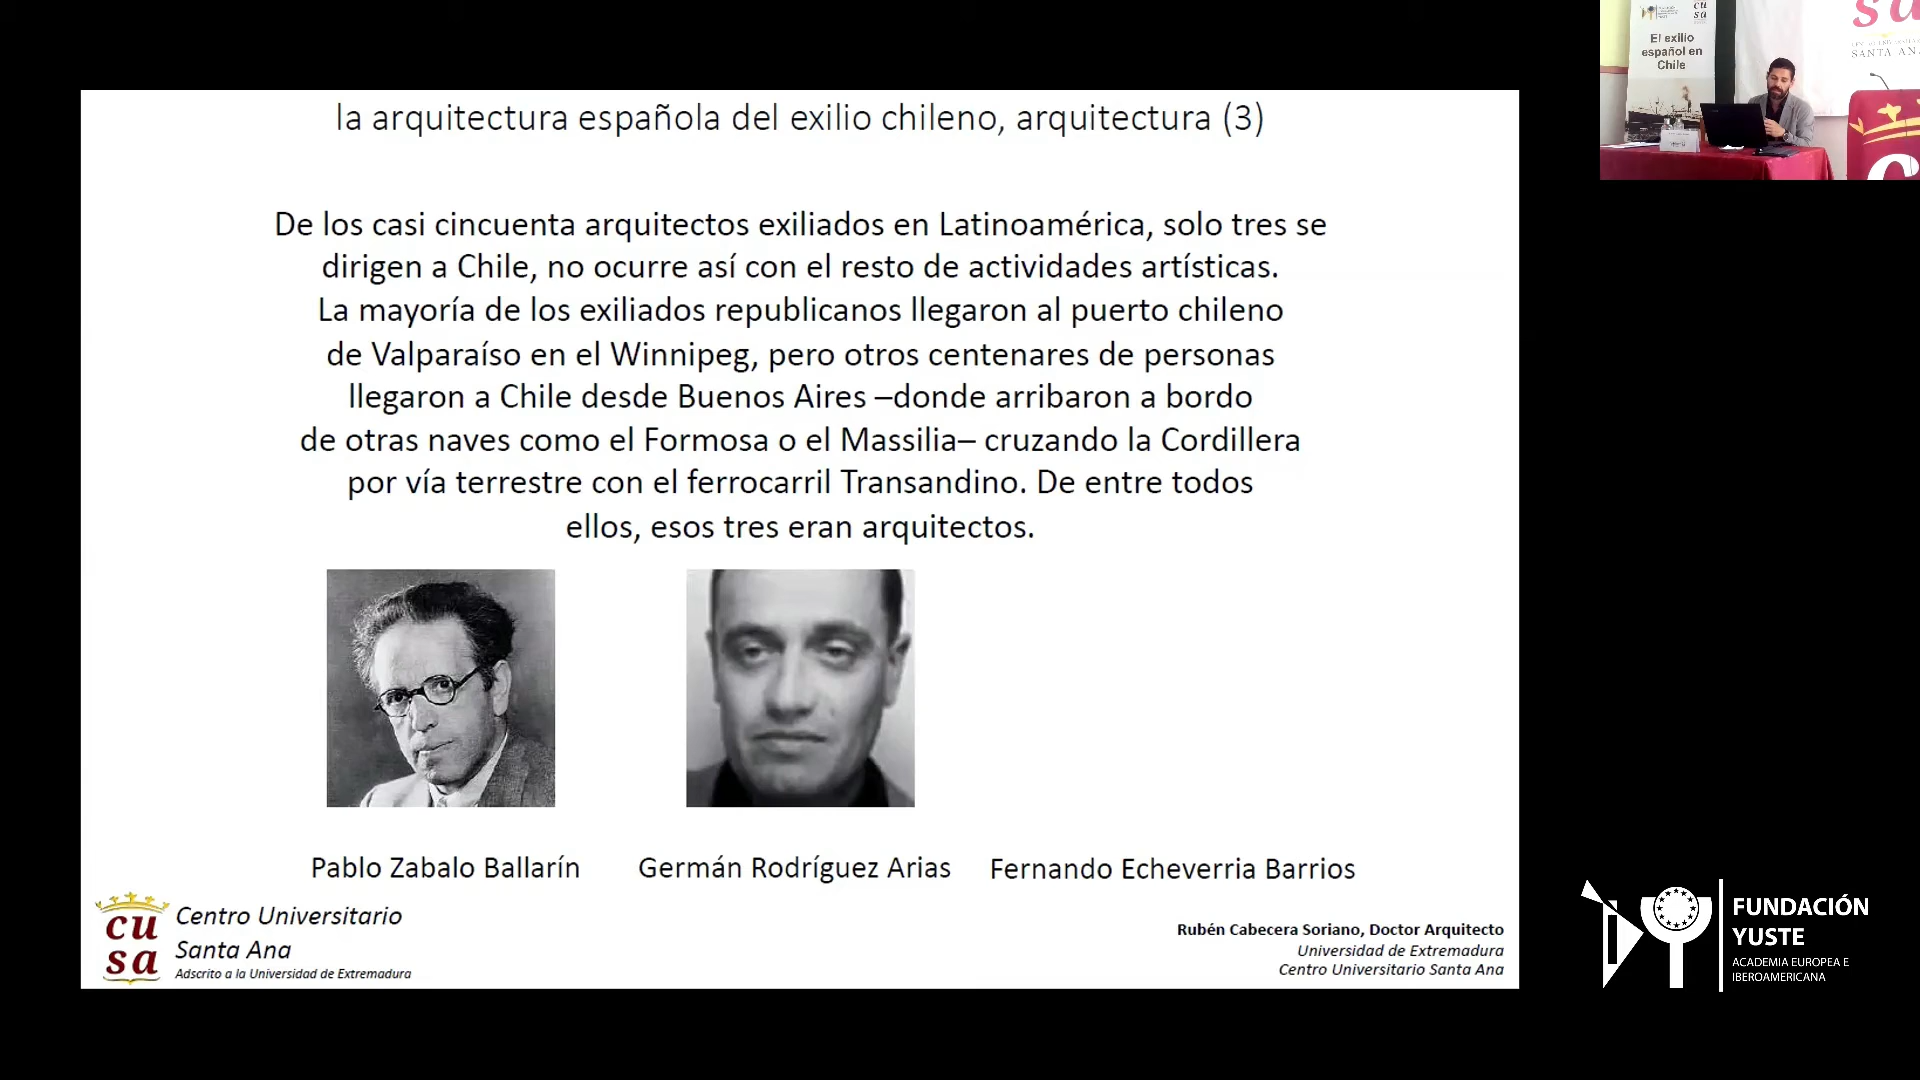 la arquitectura española del exilio chileno, arquitectura (3)
De los casi cincuenta arquitectos exiliados en Latinoamérica, solo tres se
dirigen a Chile, no ocurre así con el resto de actividades artísticas.
La mayoría de los exiliados republicanos llegaron al puerto chileno
de Valparaíso en el Winnipeg, pero otros centenares de personas
llegaron a Chile desde Buenos Aires –donde arribaron a bordo
de otras naves como el Formosa o el Massilia– cruzando la Cordillera
por vía terrestre con el ferrocarril Transandino. De entre todos
ellos, esos tres eran arquitectos.
Pablo Zabalo Ballarín
Germán Rodríguez Arias
Fernando Echeverria Barrios
cu
sa
Centro Universitario
Santa Ana
Adscrito a la Universidad de Extremadura
Rubén Cabecera Soriano, Doctor Arquitecto
Universidad de Extremadura
Centro Universitario Santa Ana
cu
sa
El exilio
español en
Chile
sa
SANTA AN
FUNDACIÓN
YUSTE
ACADEMIA EUROPEA E
IBEROAMERICANA